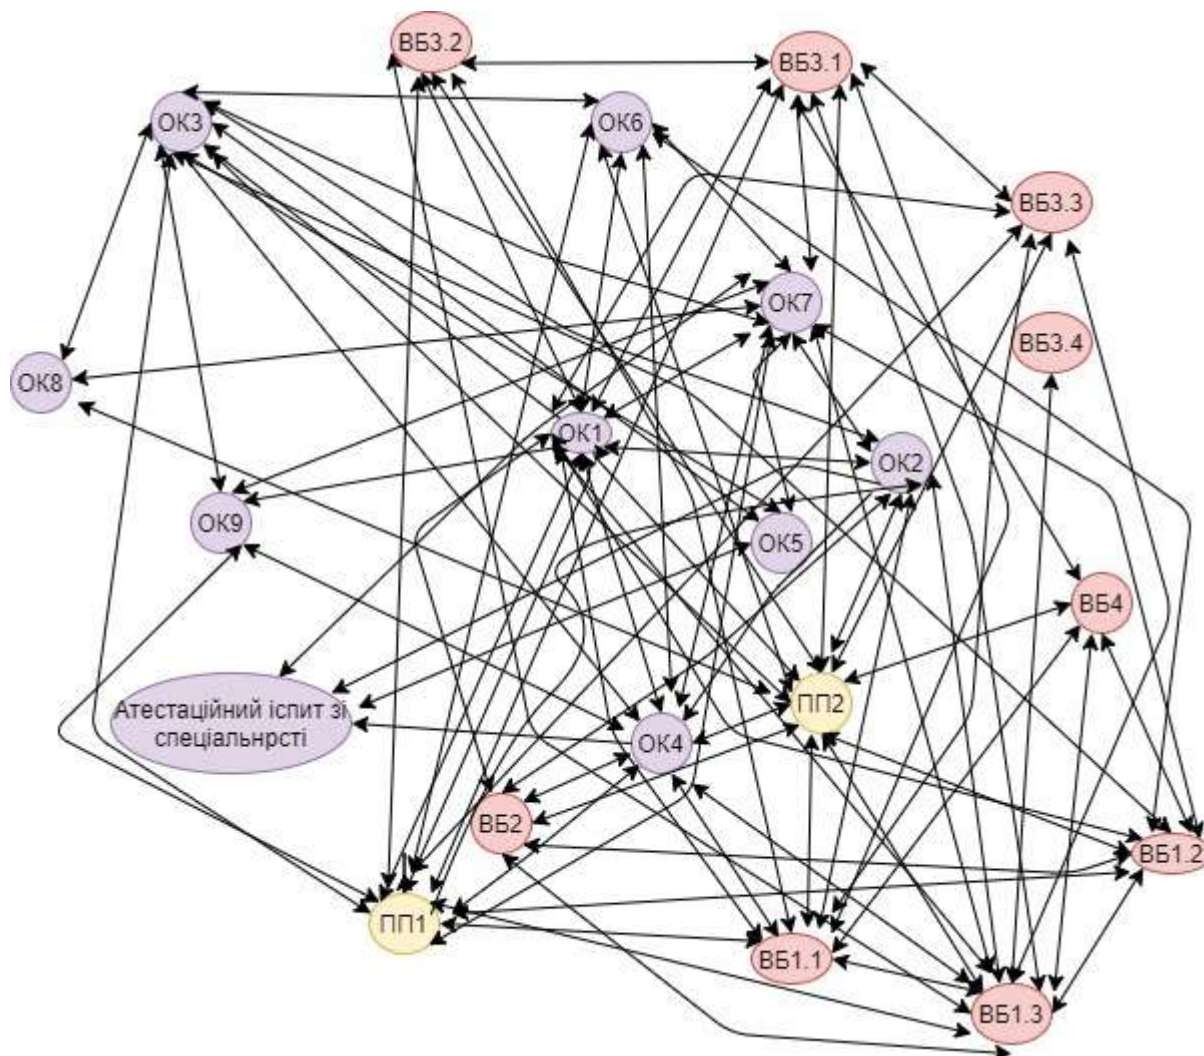 ВБ3.2
ВБ3.1
ОК3
ОК6
ВБ3.3
ОК7
ВБ3.4
ОК8
ОК1
ОК2
ОК9
ОК5
ВБ4
Атестаційний іспит зі
спеціальнрсті
ПП2
ОК4
ВБ2
ВБ1.2
ПП1
ВБ1.1
ВБ1.3